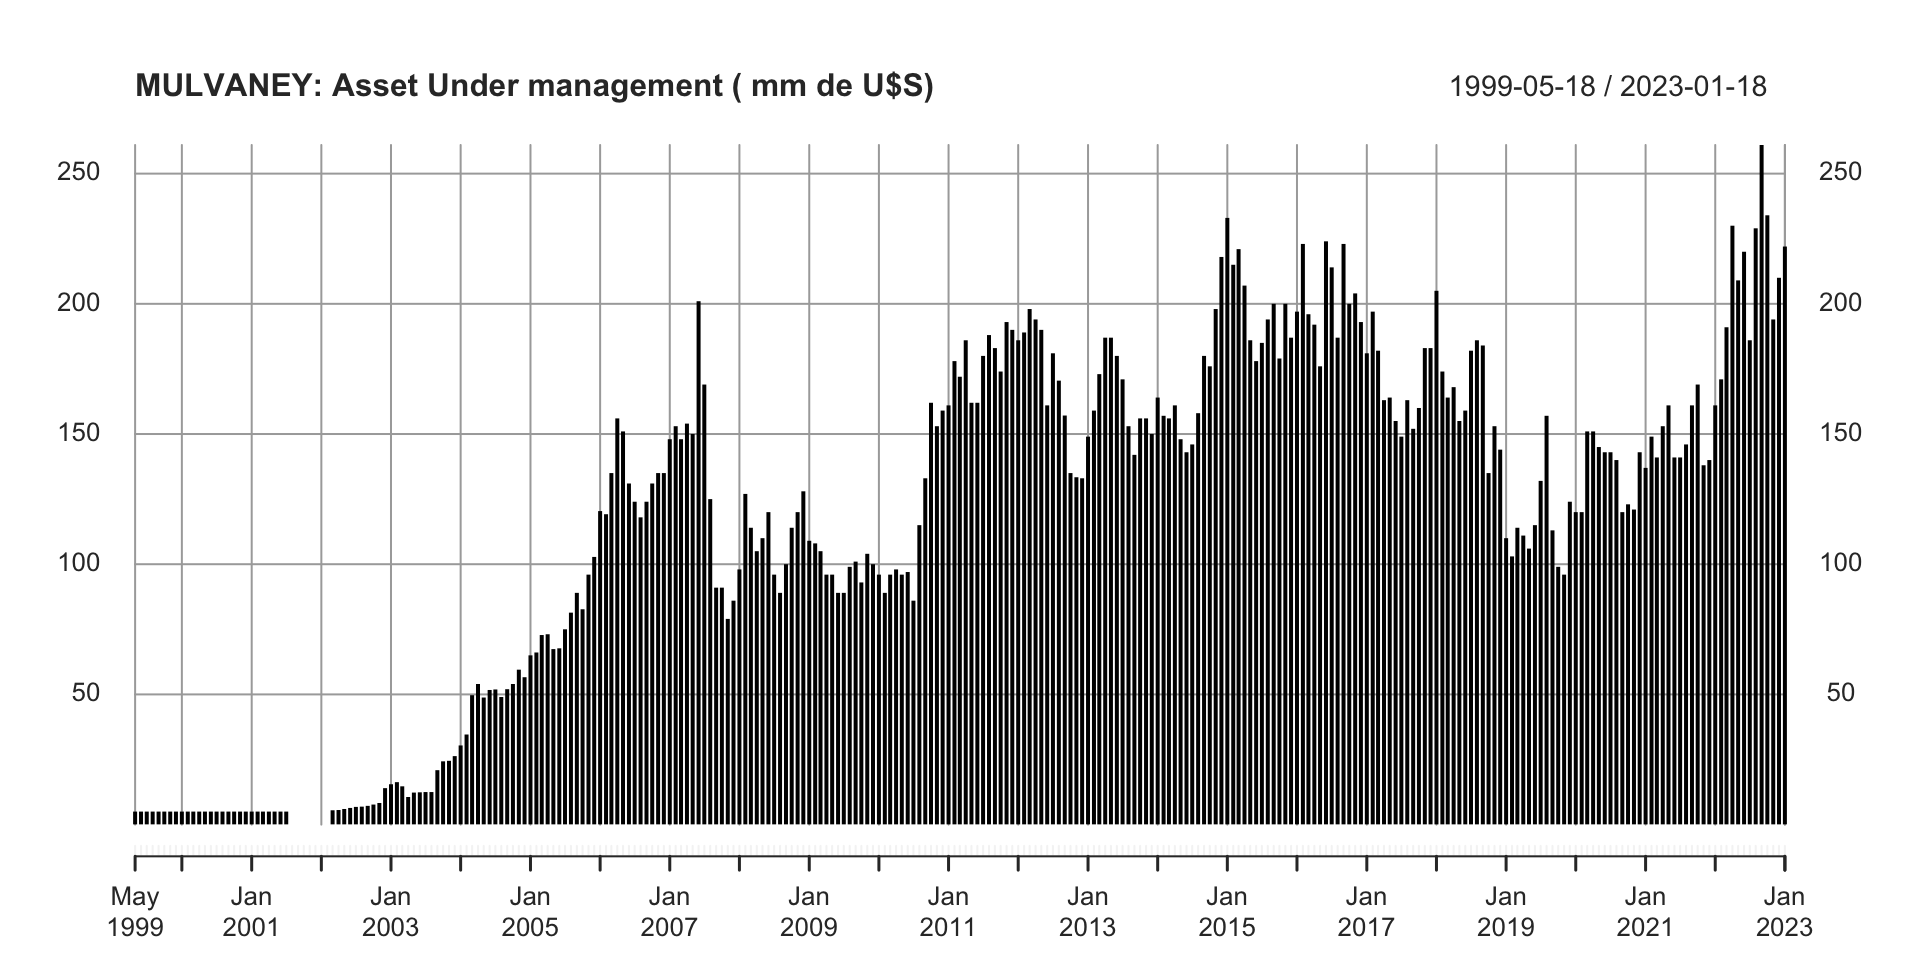 MULVANEY: Asset Under management ( mm de U$S)
1999-05-18 / 2023-01-18
250 250
200 200
150 150
100 100
50 50
May Jan Jan Jan Jan Jan Jan Jan Jan Jan Jan Jan Jan
1999 2001 2003 2005 2007 2009 2011 2013 2015 2017 2019 2021 2023